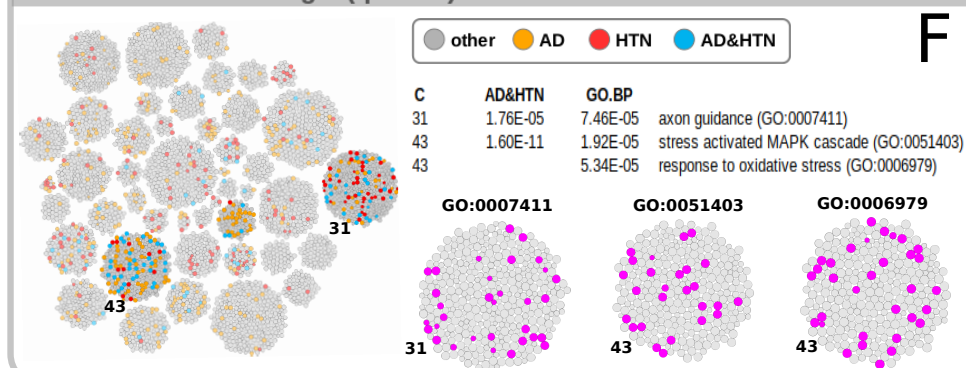 F
other AD HTN AD&HTN
C AD&HTN GO.BP
31 1.76E-05 7.46E-05 axon guidance (GO:0007411)
43 1.60E-11 1.92E-05 stress activated MAPK cascade (GO:0051403)
43 5.34E-05 response to oxidative stress (GO:0006979)
GO:0007411 GO:0051403 GO:0006979
31
43
31 43 43